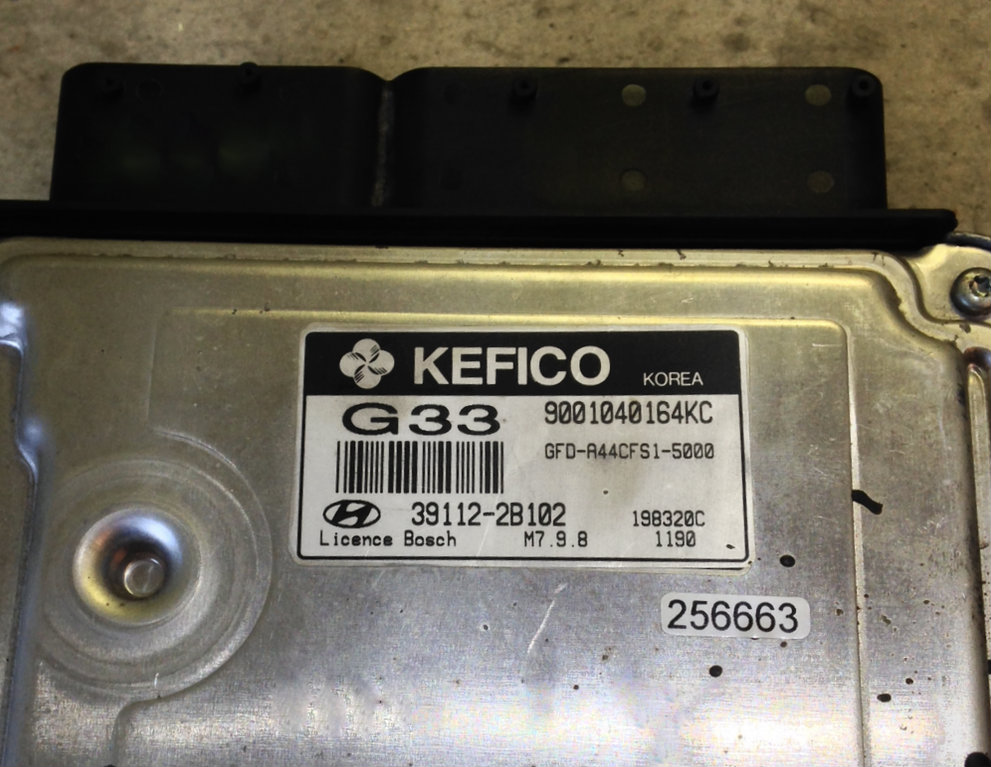 KEFICO KOREA
G33 9001040164KC
GFD-A44CFS1-5000
39112-2B102 198320C
Licence Bosch M7.9.8 1190
256663